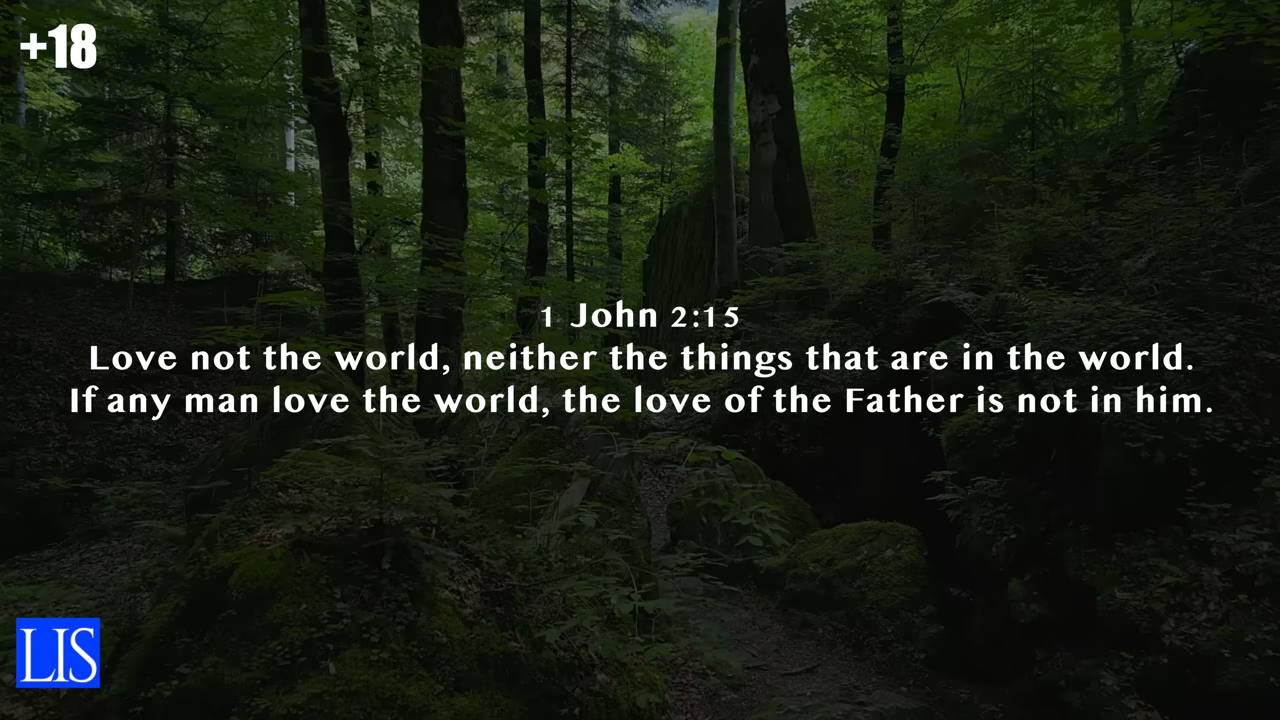 +18
1 John 2:15
Love not the world, neither the things that are in the world.
If any man love the world, the love of the Father is not in him.
LIS